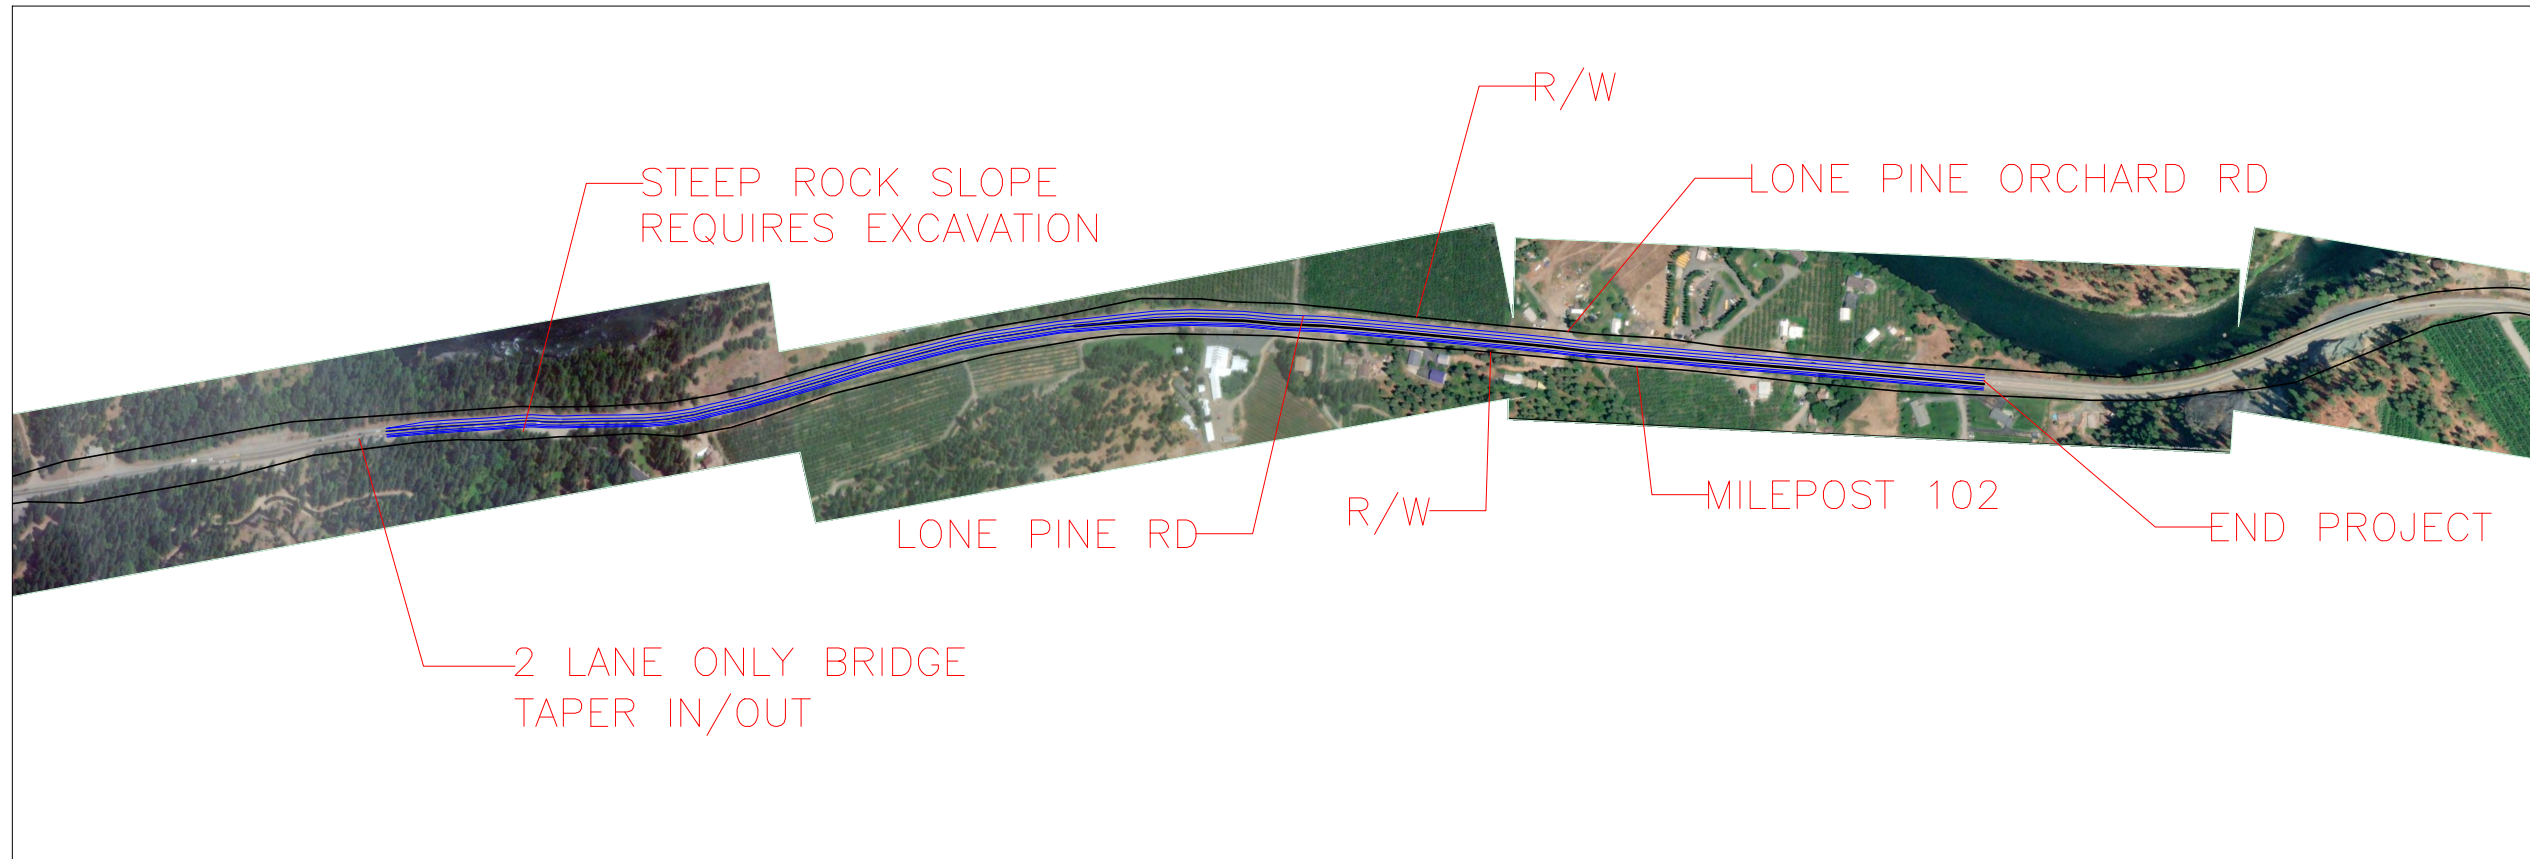 R/W
STEEP ROCK SLOPE
REQUIRES EXCAVATION
LONE PINE ORCHARD RD
LONE PINE RD
R/W
MILEPOST 102
END PROJECT
2 LANE ONLY BRIDGE
TAPER IN/OUT